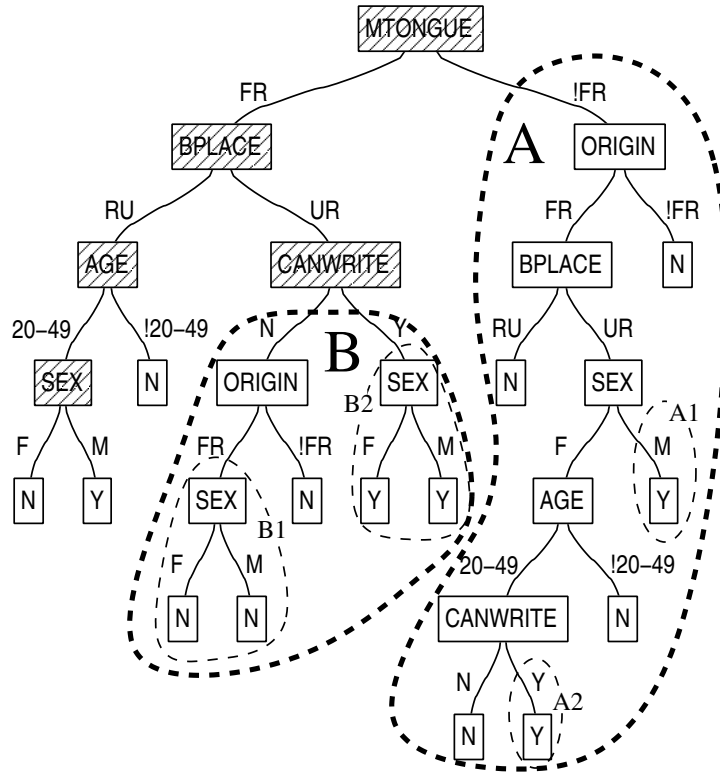 MTONGUE
FR !FR
A
BPLACE ORIGIN
RU UR FR !FR
AGE CANWRITE BPLACE N
20−49 !20−49 N Y RU UR
B
SEX N ORIGIN SEX N SEX
B2 A1
F M FR !FR F M F M
N Y SEX N Y Y AGE Y
B1
F M 20−49 !20−49
N N CANWRITE N
N Y
A2
N Y